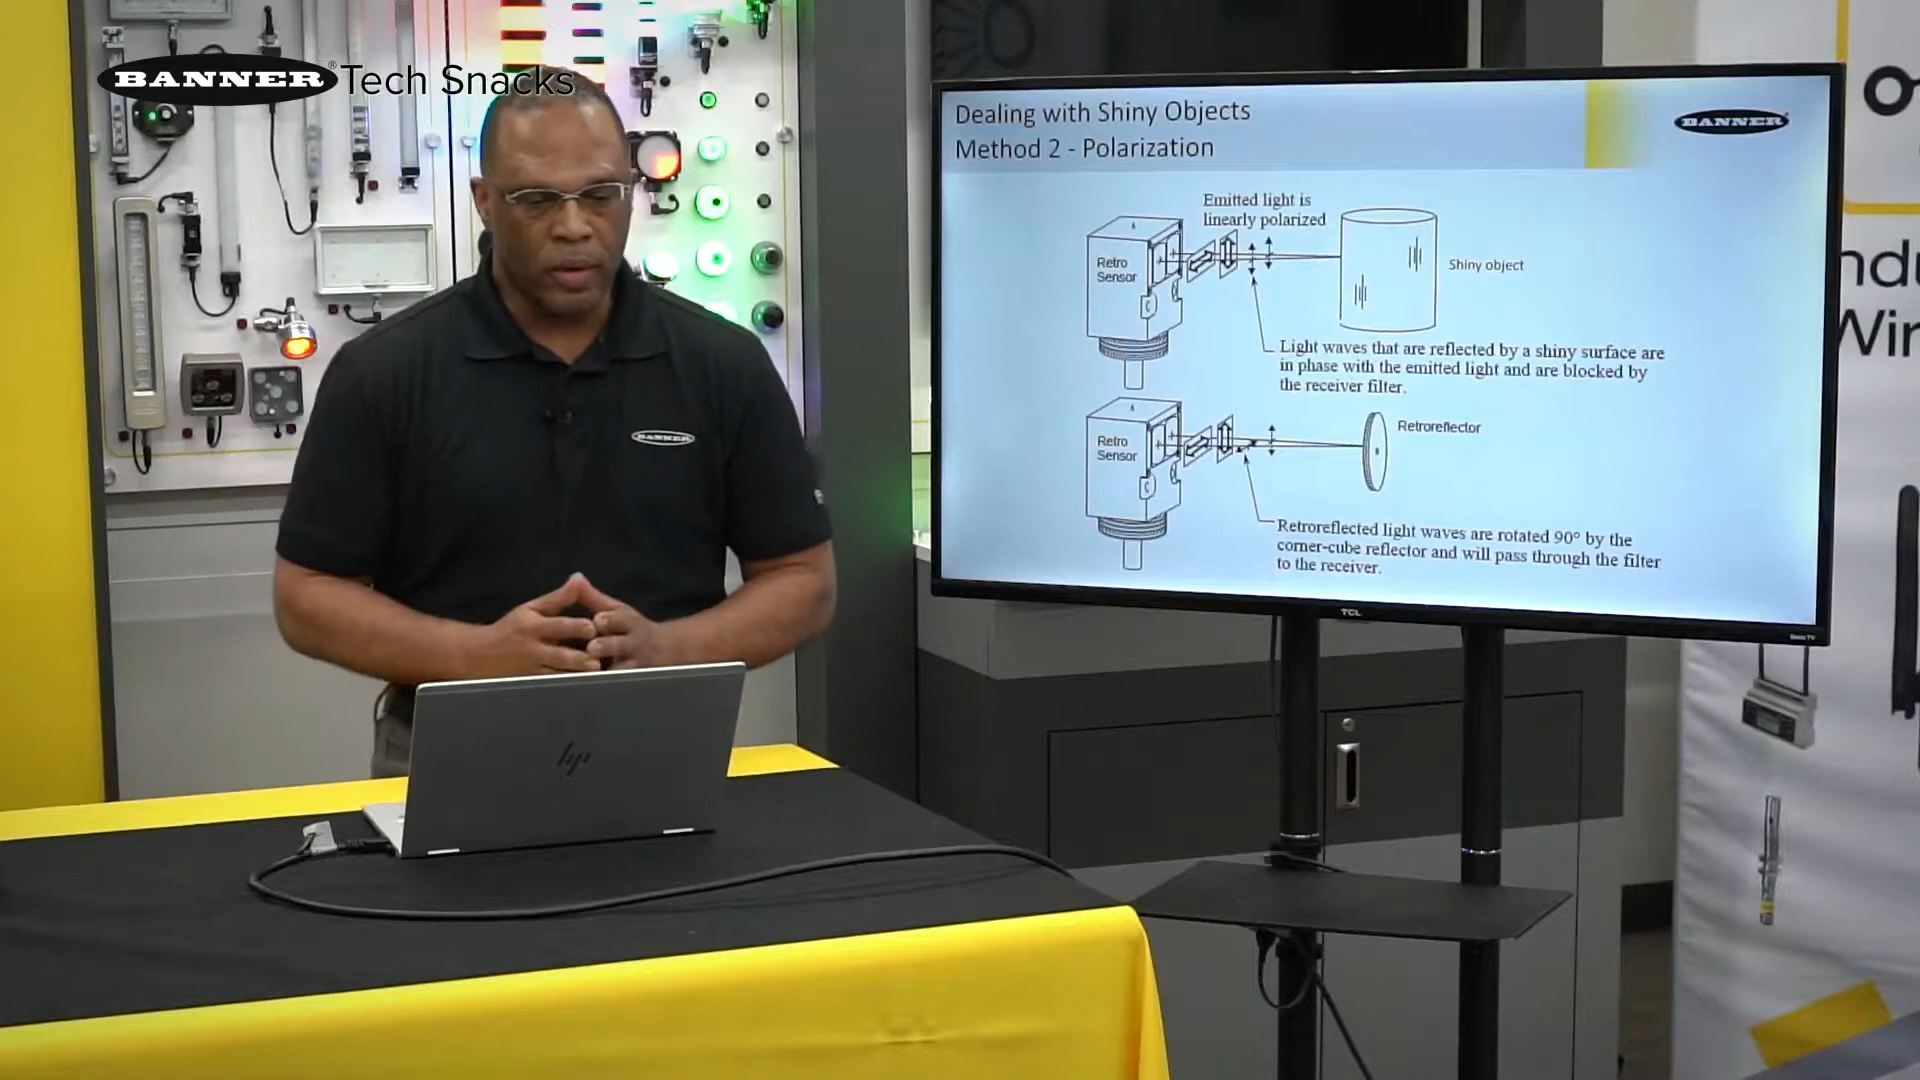 BANNER® Tech Snacks
Dealing with Shiny Objects
Method 2 - Polarization
BANNER
Emitted light is
linearly polarized
Retro
Sensor
Shiny object
Light waves that are reflected by a shiny surface are
in phase with the emitted light and are blocked by
the receiver filter.
Retro
Sensor
Retroreflector
Retroreflected light waves are rotated 90° by the
corner-cube reflector and will pass through the filter
to the receiver.
TCL
Roku TV
BANNER
hp